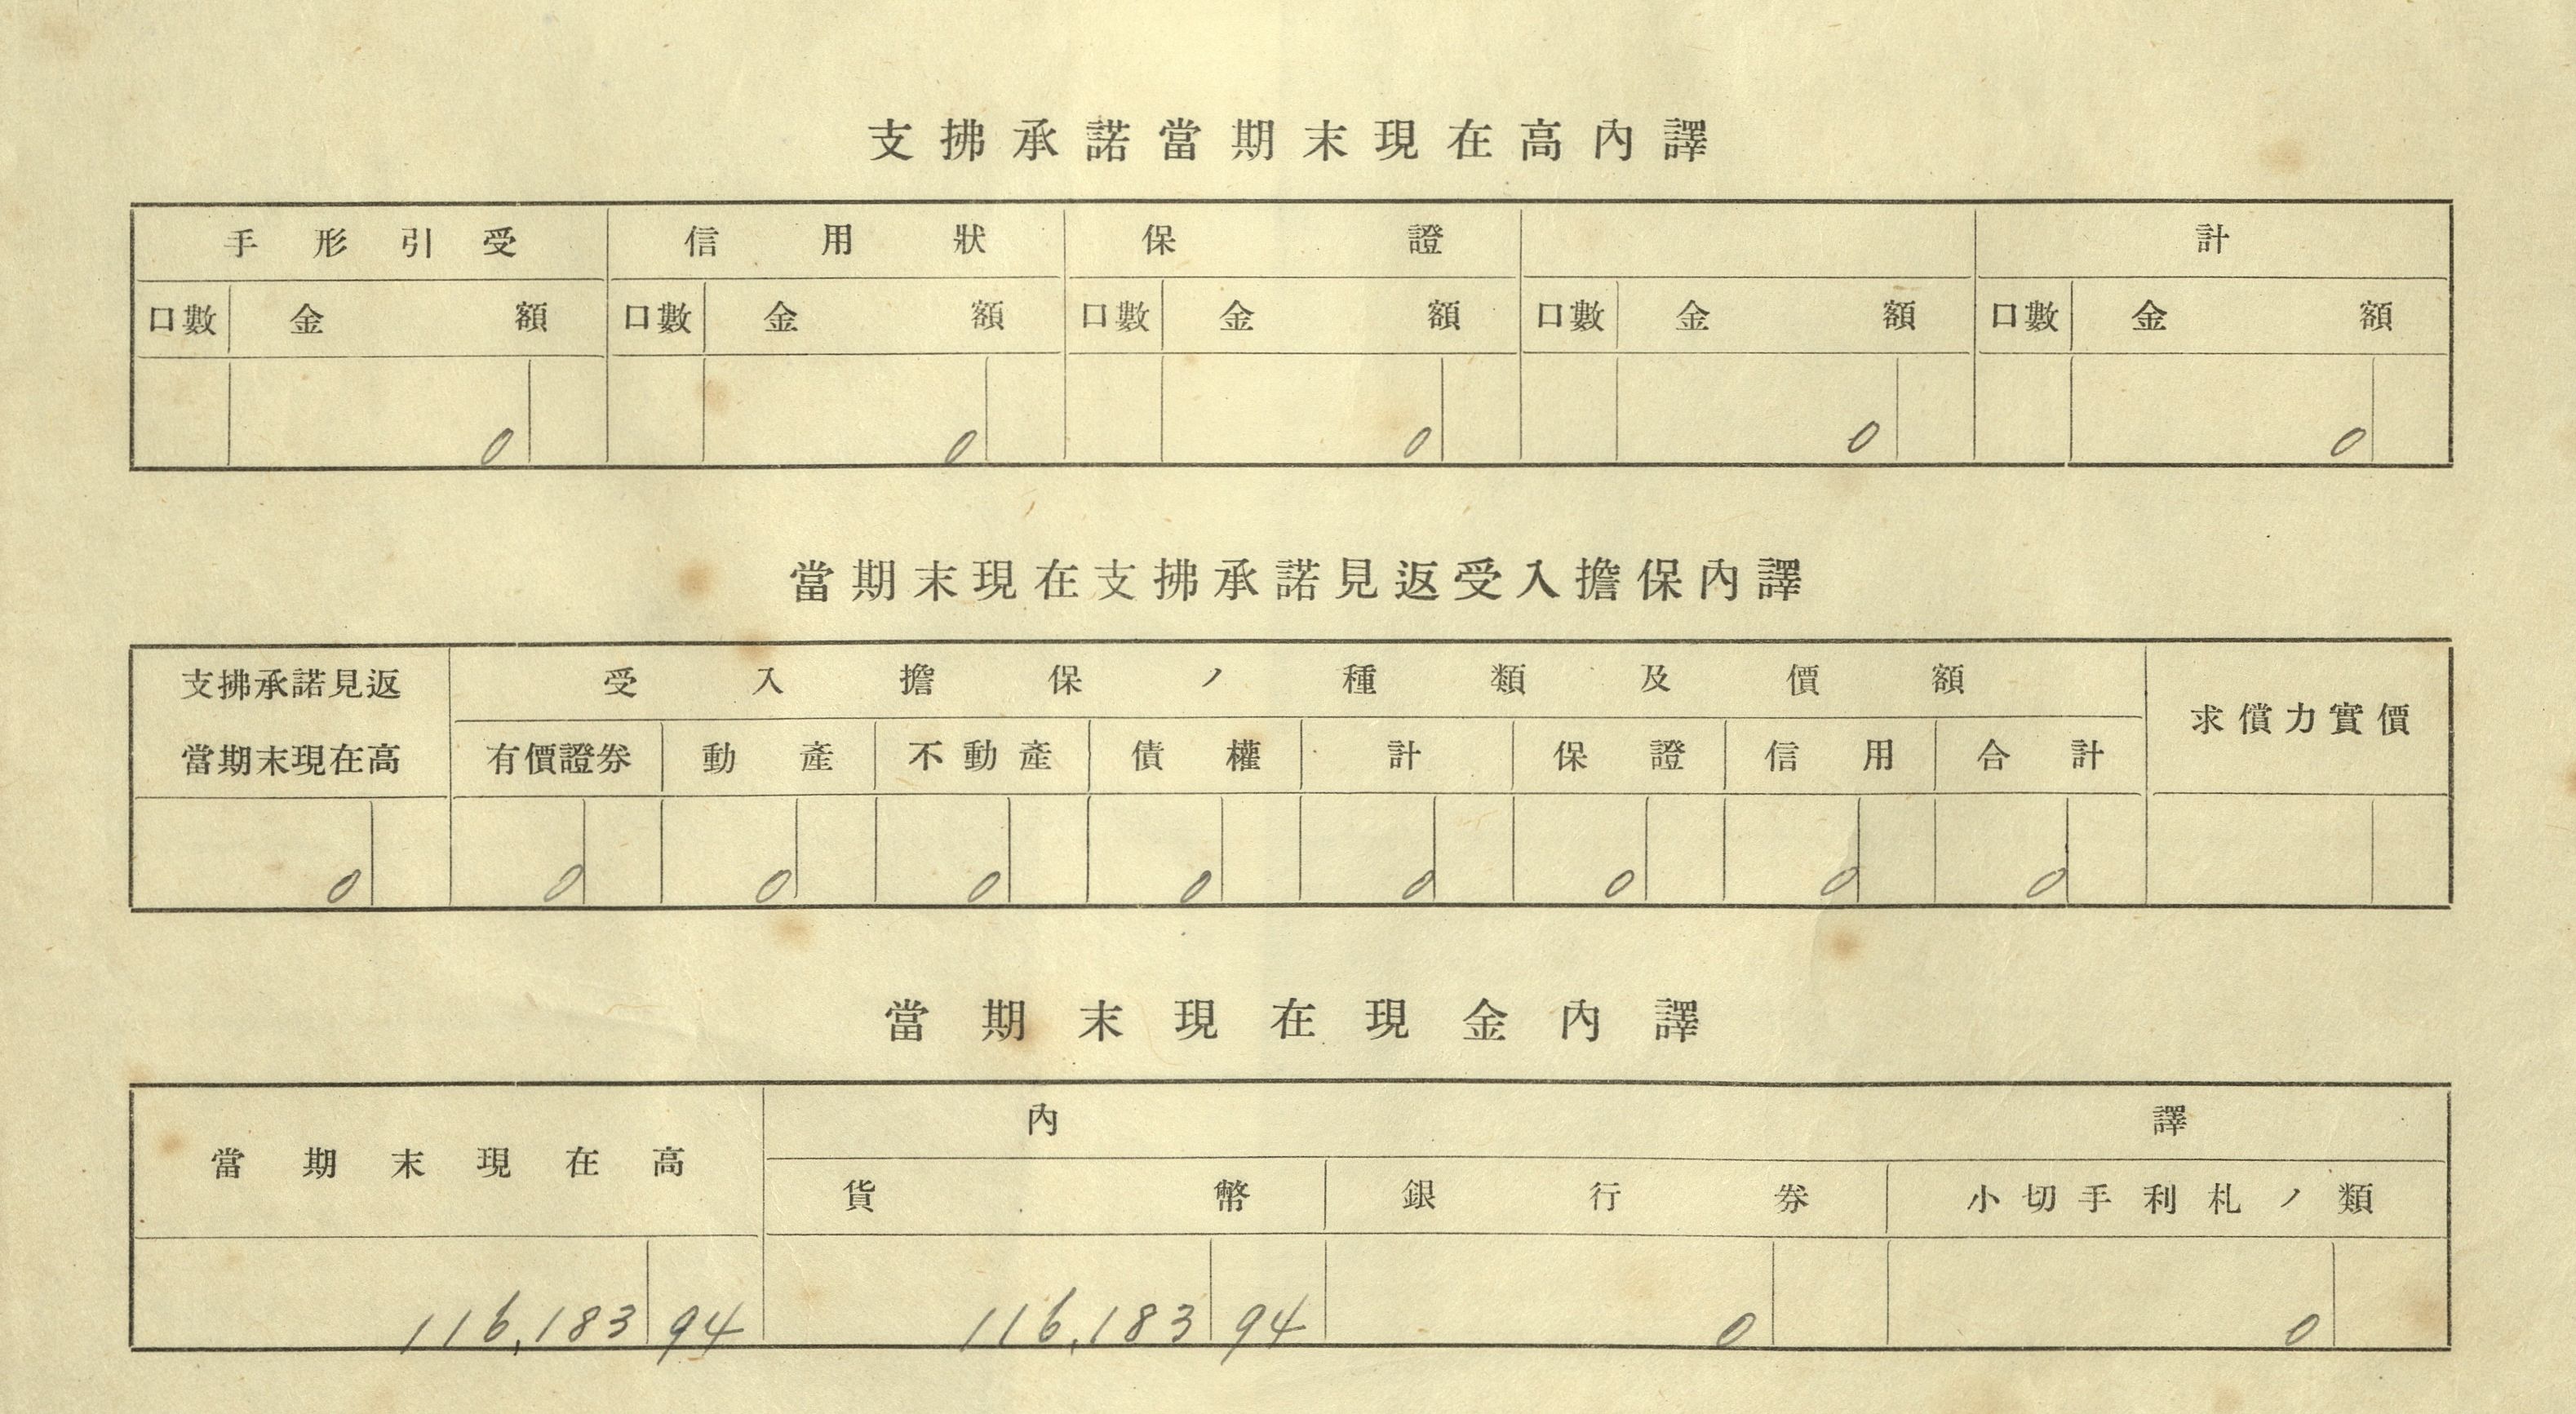 支拂承諾當期末現在高內譯
手形引受 信用狀 保證 計
口數 金額 口數 金額 口數 金額 口數 金額 口數 金額
0 0 0 0 0
當期末現在支拂承諾見返受入擔保內譯
支拂承諾見返 受入擔保ノ種類及價額
求償力實價
當期末現在高 有價證券 動產 不動產 債權 計 保證 信用 合計
0 0 0 0 0 0 0 0 0
當期末現在現金內譯
內譯
當期末現在高
貨幣 銀行券 小切手利札ノ類
116,183 94 116,183 94 0 0